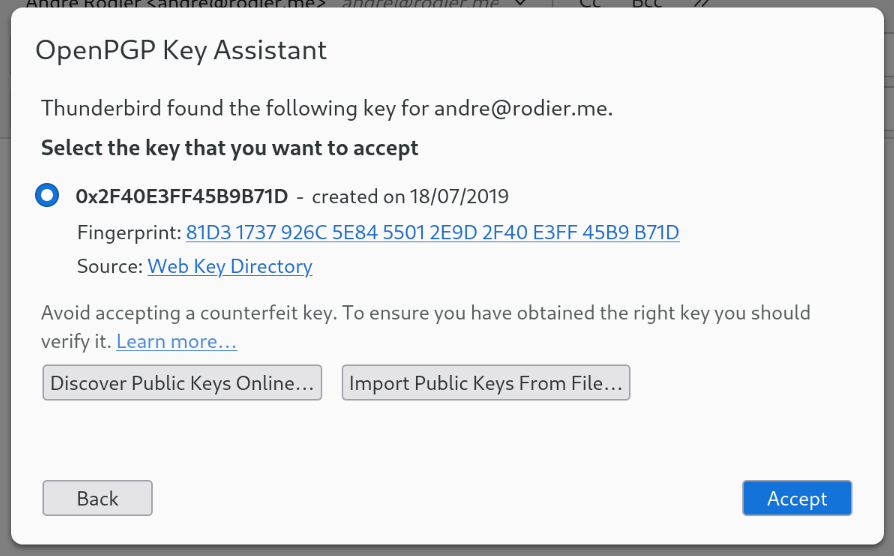 Andre Rodier <andre@rodier.me> andre@rodier.me Cc Bcc
OpenPGP Key Assistant
Thunderbird found the following key for andre@rodier.me.
Select the key that you want to accept
0x2F40E3FF45B9B71D - created on 18/07/2019
Fingerprint: 81D3 1737 926C 5E84 5501 2E9D 2F40 E3FF 45B9 B71D
Source: Web Key Directory
Avoid accepting a counterfeit key. To ensure you have obtained the right key you should
verify it. Learn more…
Discover Public Keys Online… Import Public Keys From File…
Back Accept